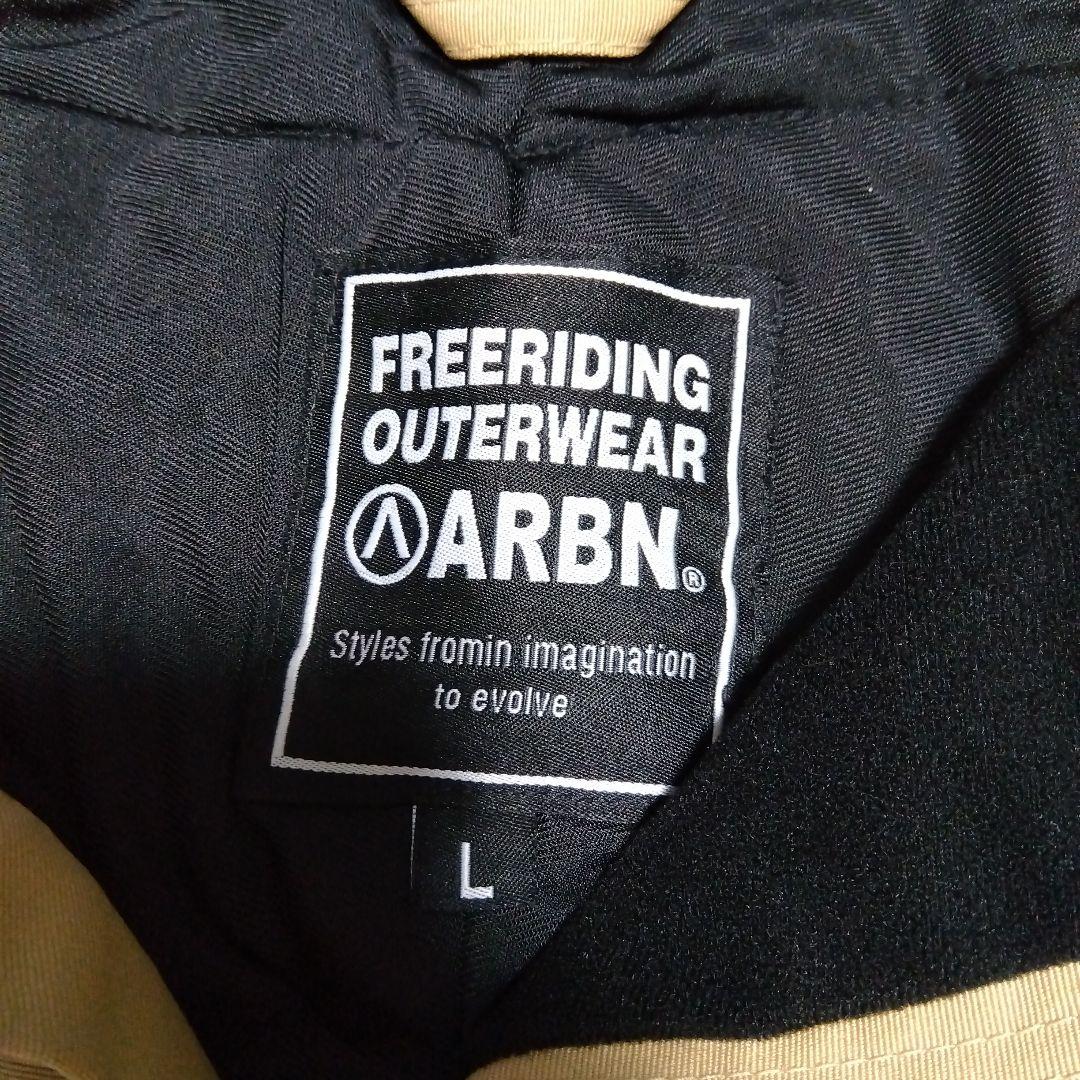 FREERIDING
OUTERWEAR
ARBN®
Styles fromin imagination
to evolve
L